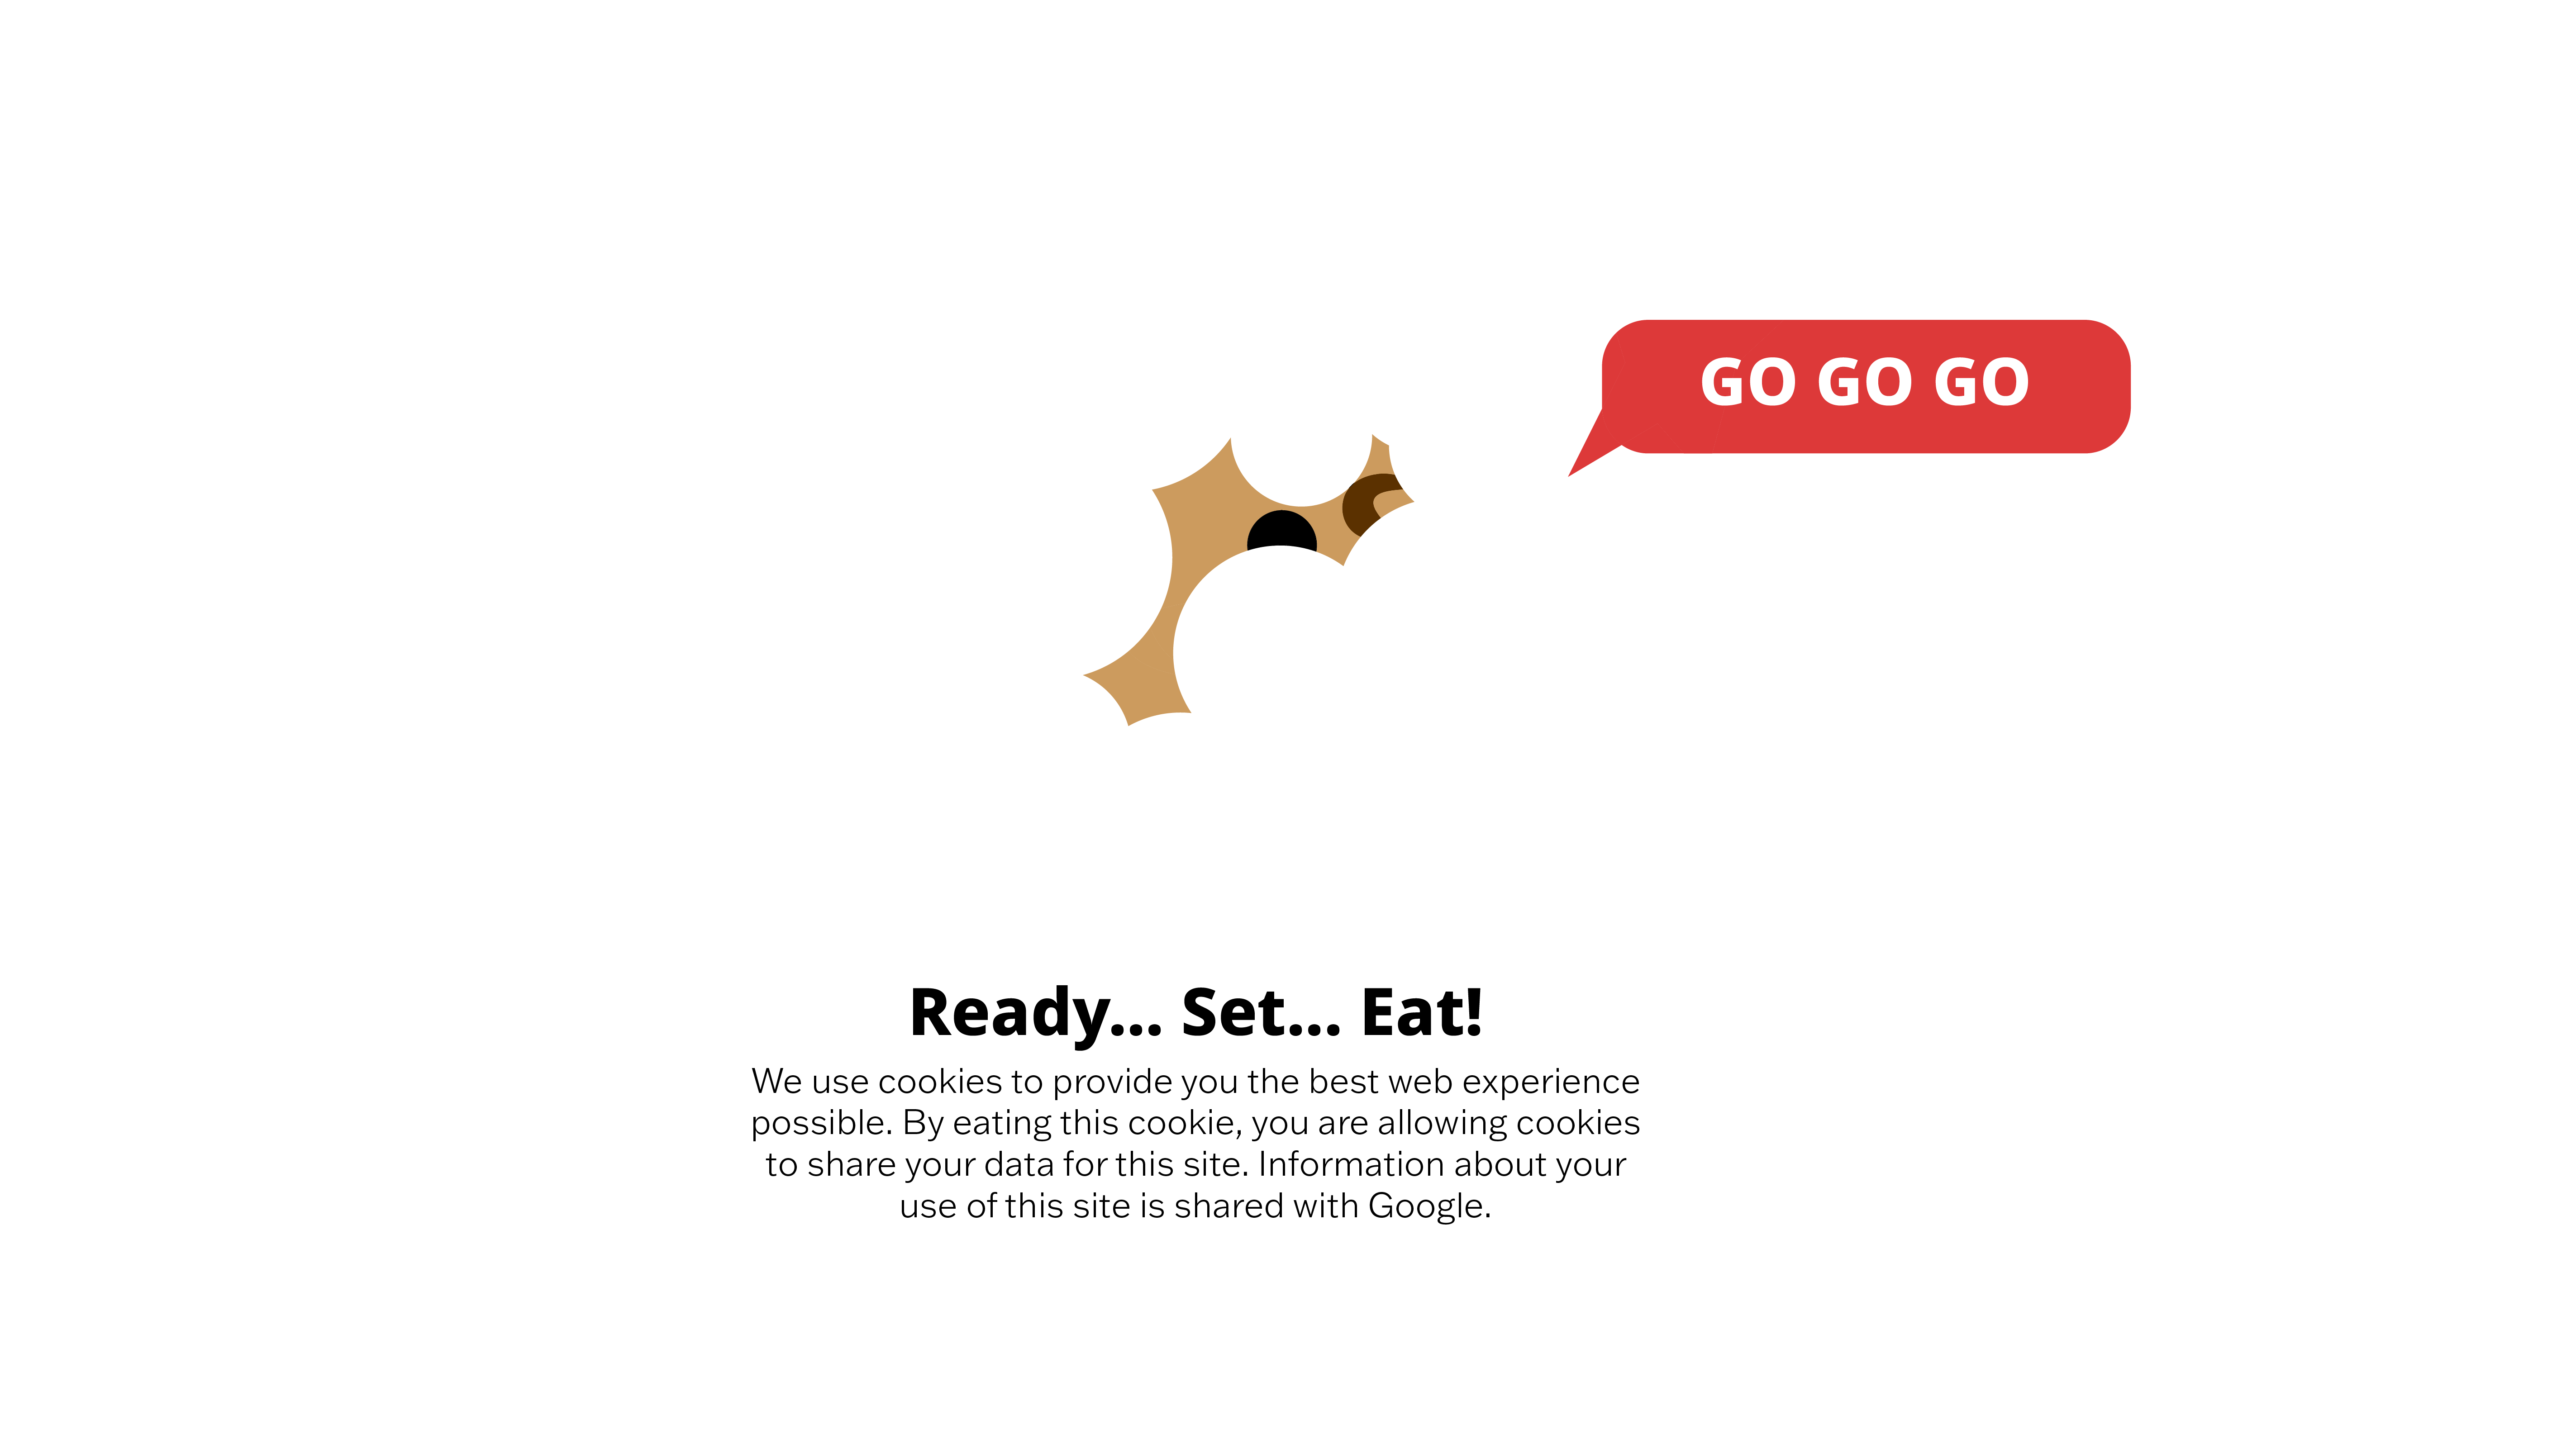 GO GO GO
Ready... Set... Eat!
We use cookies to provide you the best web experience
possible. By eating this cookie, you are allowing cookies
to share your data for this site. Information about your
use of this site is shared with Google.